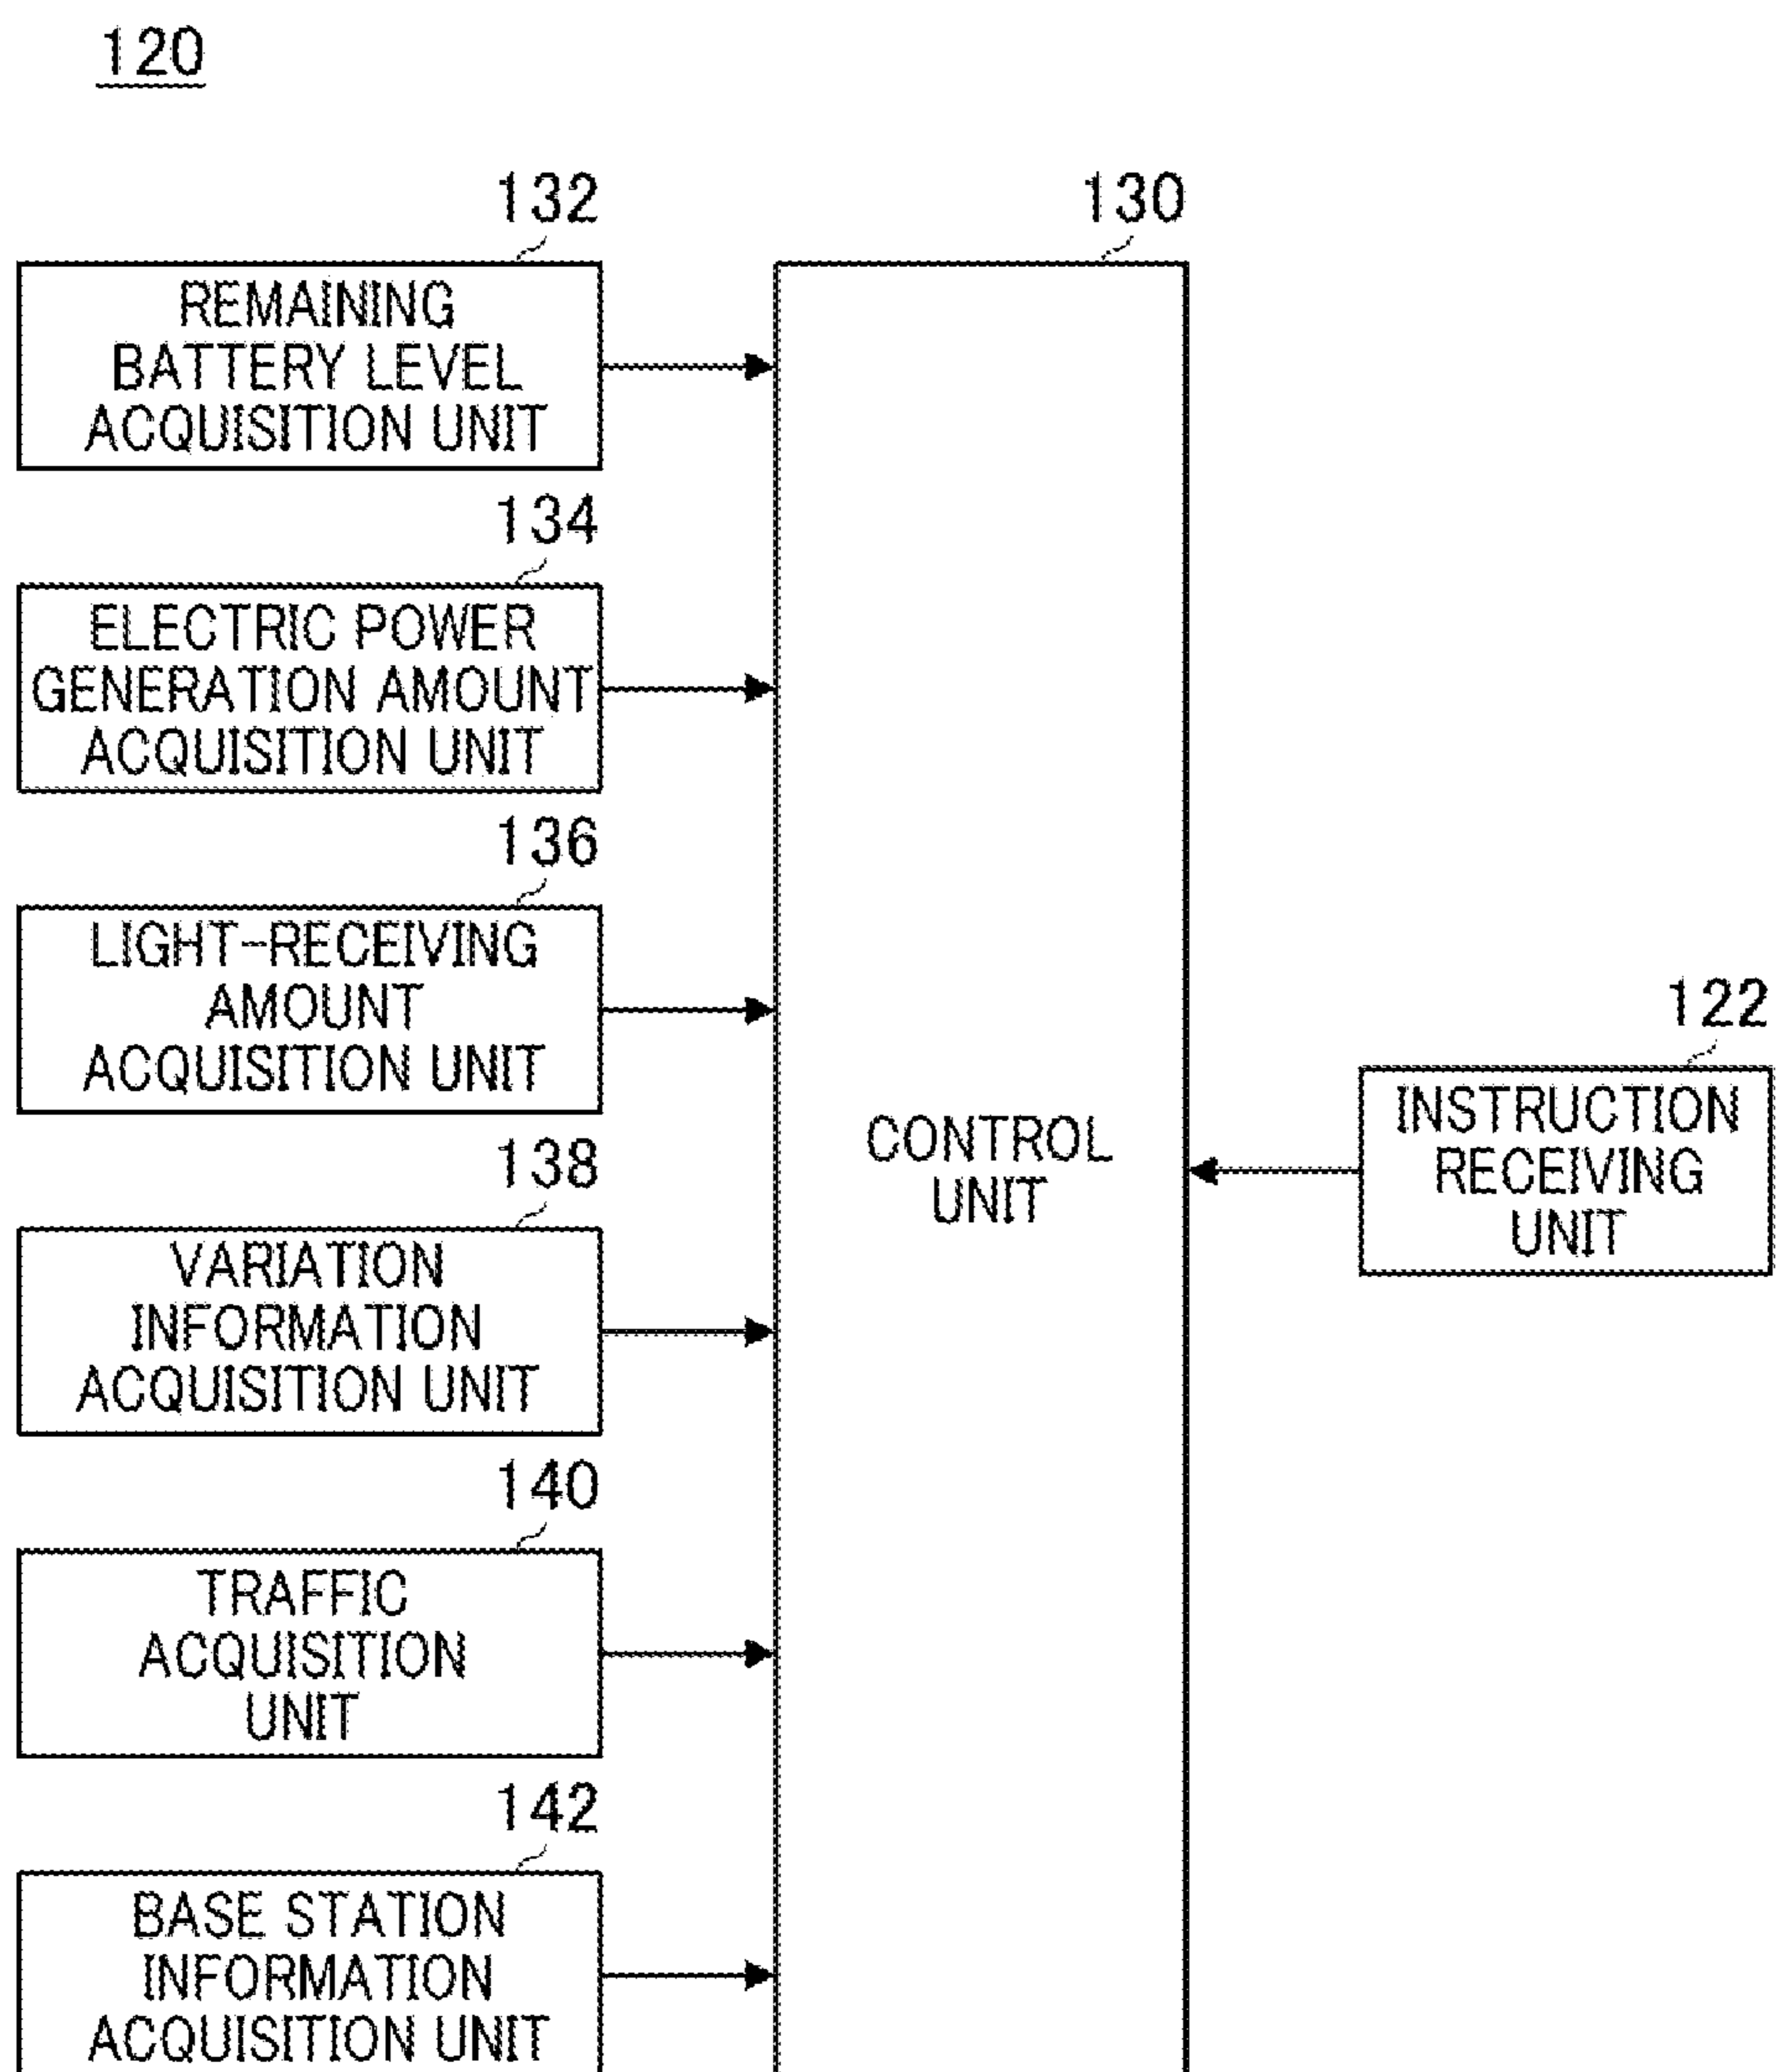 120
132
REMAINING
BATTERY LEVEL
ACQUISITION UNIT
134
ELECTRIC POWER
GENERATION AMOUNT
ACQUISITION UNIT
136
LIGHT-RECEIVING
AMOUNT
ACQUISITION UNIT
138
VARIATION
INFORMATION
ACQUISITION UNIT
140
TRAFFIC
ACQUISITION
UNIT
142
BASE STATION
INFORMATION
ACQUISITION UNIT
130
CONTROL
UNIT
122
INSTRUCTION
RECEIVING
UNIT